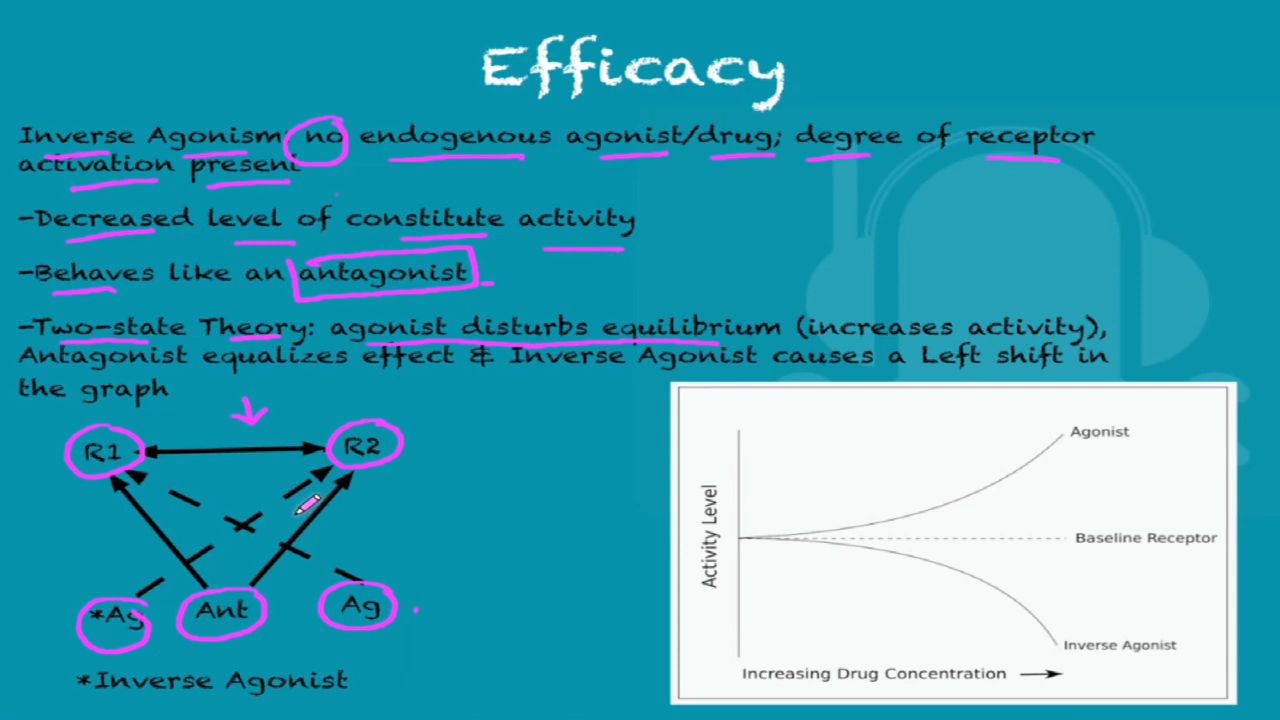 Efficacy
Inverse Agonism: no endogenous agonist/drug; degree of receptor
activation present
-Decreased level of constitute activity
-Behaves like an antagonist
-Two-state Theory: agonist disturbs equilibrium (increases activity),
Antagonist equalizes effect & Inverse Agonist causes a Left shift in
the graph
R1 R2
*Ag Ant Ag
*Inverse Agonist
Agonist
Activity Level
Baseline Receptor
Inverse Agonist
Increasing Drug Concentration